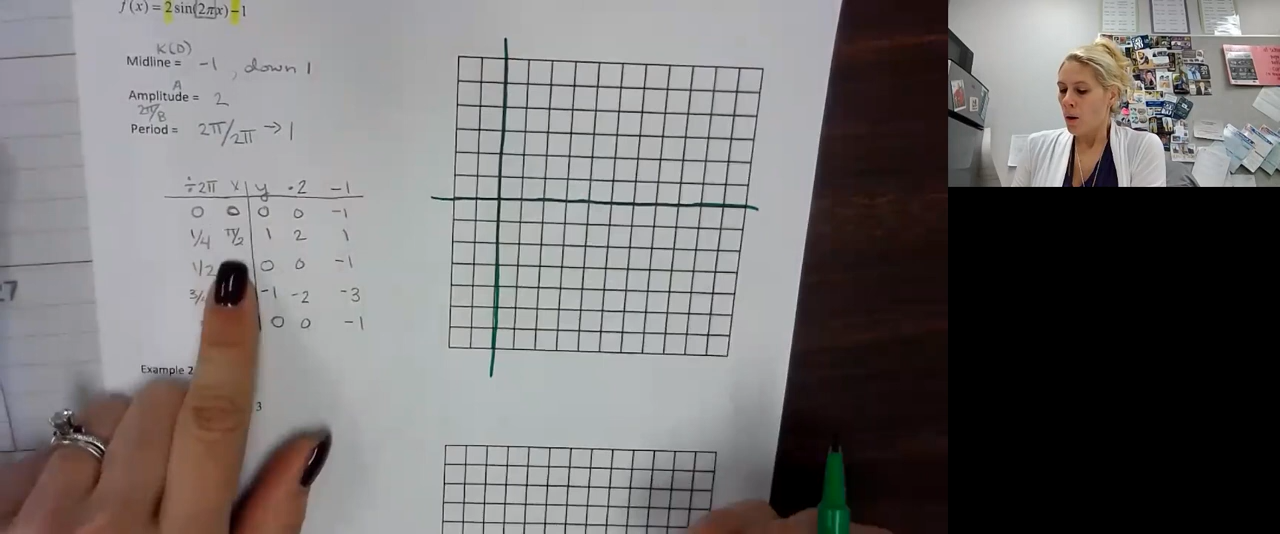 f(x) = 2 sin(2πx) − 1
K(D)
Midline = -1, down 1
A
Amplitude = 2
2π/B
Period = 2π/2π → 1
÷2π x y ·2 -1
0 0 0 0 -1
1/4 π/2 1 2 1
1/2 0 0 -1
3/ -1 -2 -3
0 0 -1
Example 2
3
27